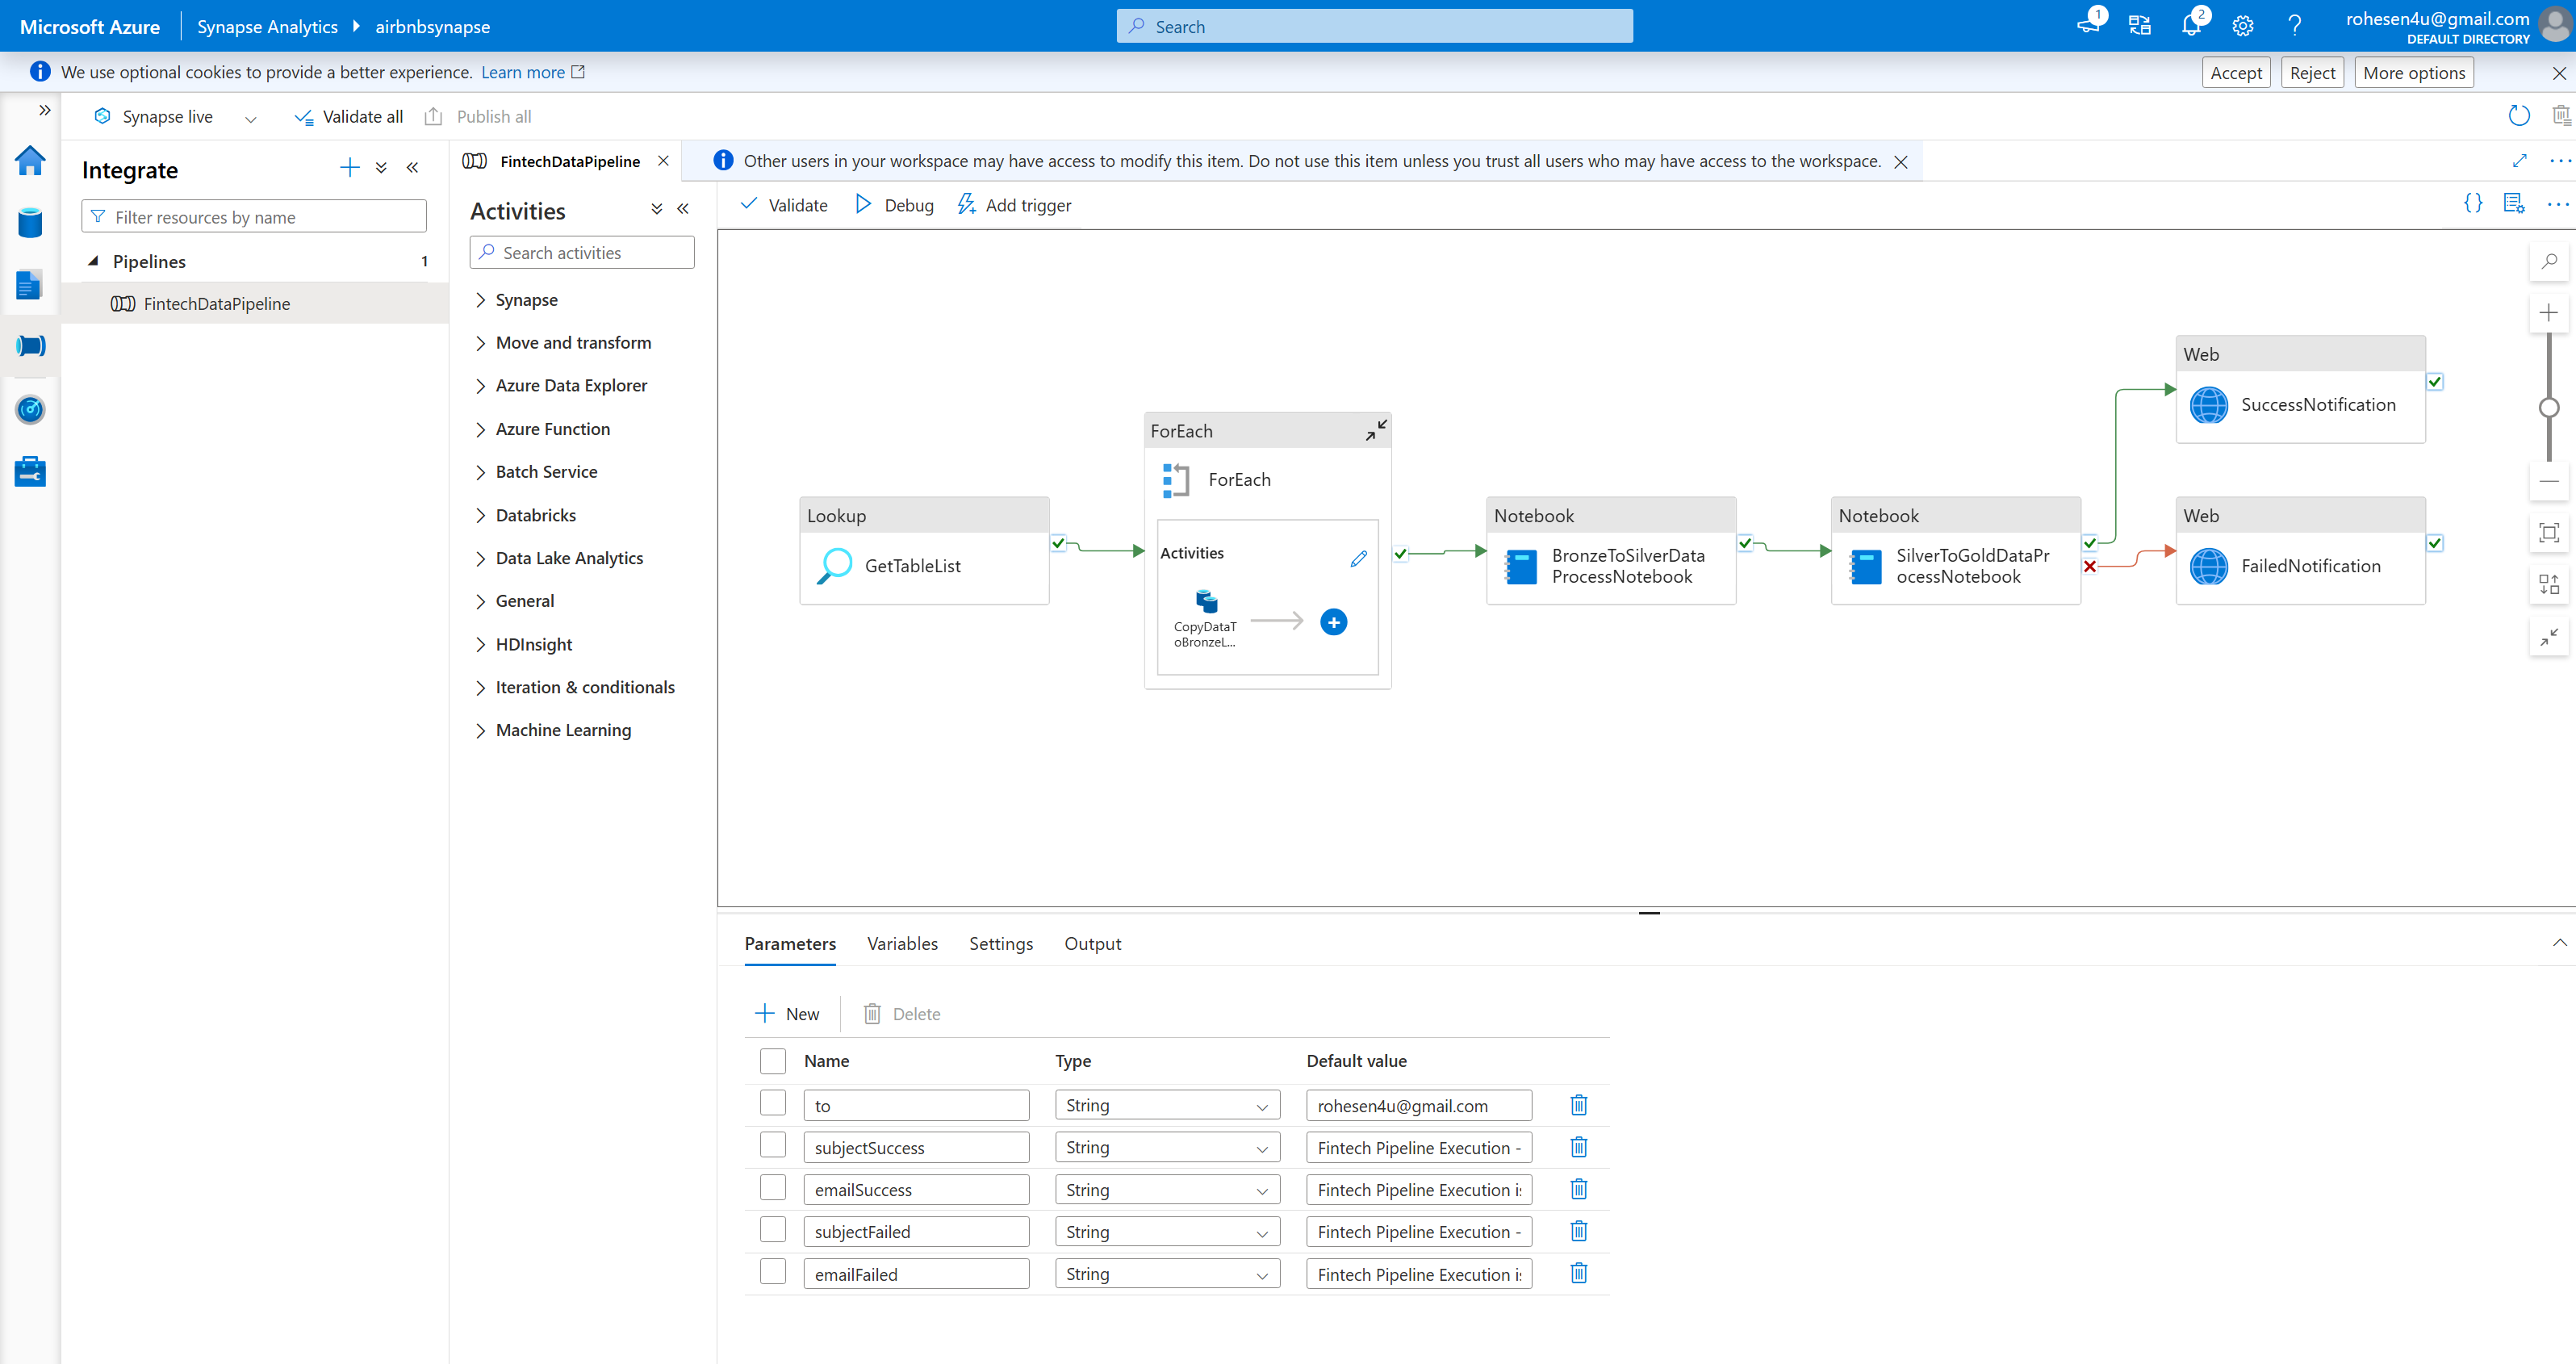 Microsoft Azure
Synapse Analytics
airbnbsynapse
Search
1
2
rohesen4u@gmail.com
DEFAULT DIRECTORY
We use optional cookies to provide a better experience. Learn more
Accept
Reject
More options
Synapse live
Validate all
Publish all
Integrate
Filter resources by name
Pipelines
1
FintechDataPipeline
FintechDataPipeline
Other users in your workspace may have access to modify this item. Do not use this item unless you trust all users who may have access to the workspace.
Activities
Search activities
Synapse
Move and transform
Azure Data Explorer
Azure Function
Batch Service
Databricks
Data Lake Analytics
General
HDInsight
Iteration & conditionals
Machine Learning
Validate
Debug
Add trigger
Lookup
GetTableList
ForEach
ForEach
Activities
CopyDataT
oBronzeL...
Notebook
BronzeToSilverData
ProcessNotebook
Notebook
SilverToGoldDataPr
ocessNotebook
Web
SuccessNotification
Web
FailedNotification
Parameters
Variables
Settings
Output
New
Delete
Name
Type
Default value
to
String
rohesen4u@gmail.com
subjectSuccess
String
Fintech Pipeline Execution -
emailSuccess
String
Fintech Pipeline Execution is
subjectFailed
String
Fintech Pipeline Execution -
emailFailed
String
Fintech Pipeline Execution is